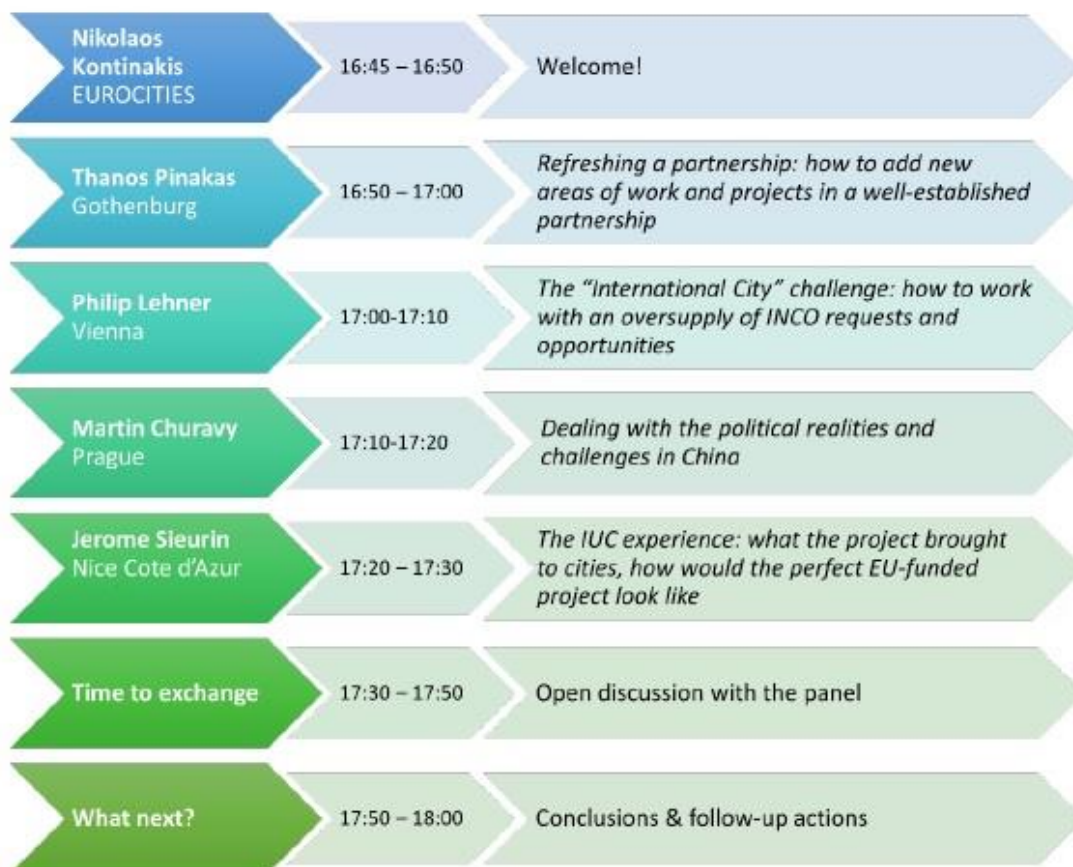 Nikolaos
Kontinakis
EUROCITIES
16:45 – 16:50
Welcome!
Thanos Pinakas
Gothenburg
16:50 – 17:00
Refreshing a partnership: how to add new
areas of work and projects in a well-established
partnership
Philip Lehner
Vienna
17:00-17:10
The “International City” challenge: how to work
with an oversupply of INCO requests and
opportunities
Martin Churavy
Prague
17:10-17:20
Dealing with the political realities and
challenges in China
Jerome Sieurin
Nice Cote d’Azur
17:20 – 17:30
The IUC experience: what the project brought
to cities, how would the perfect EU-funded
project look like
Time to exchange
17:30 – 17:50
Open discussion with the panel
What next?
17:50 – 18:00
Conclusions & follow-up actions